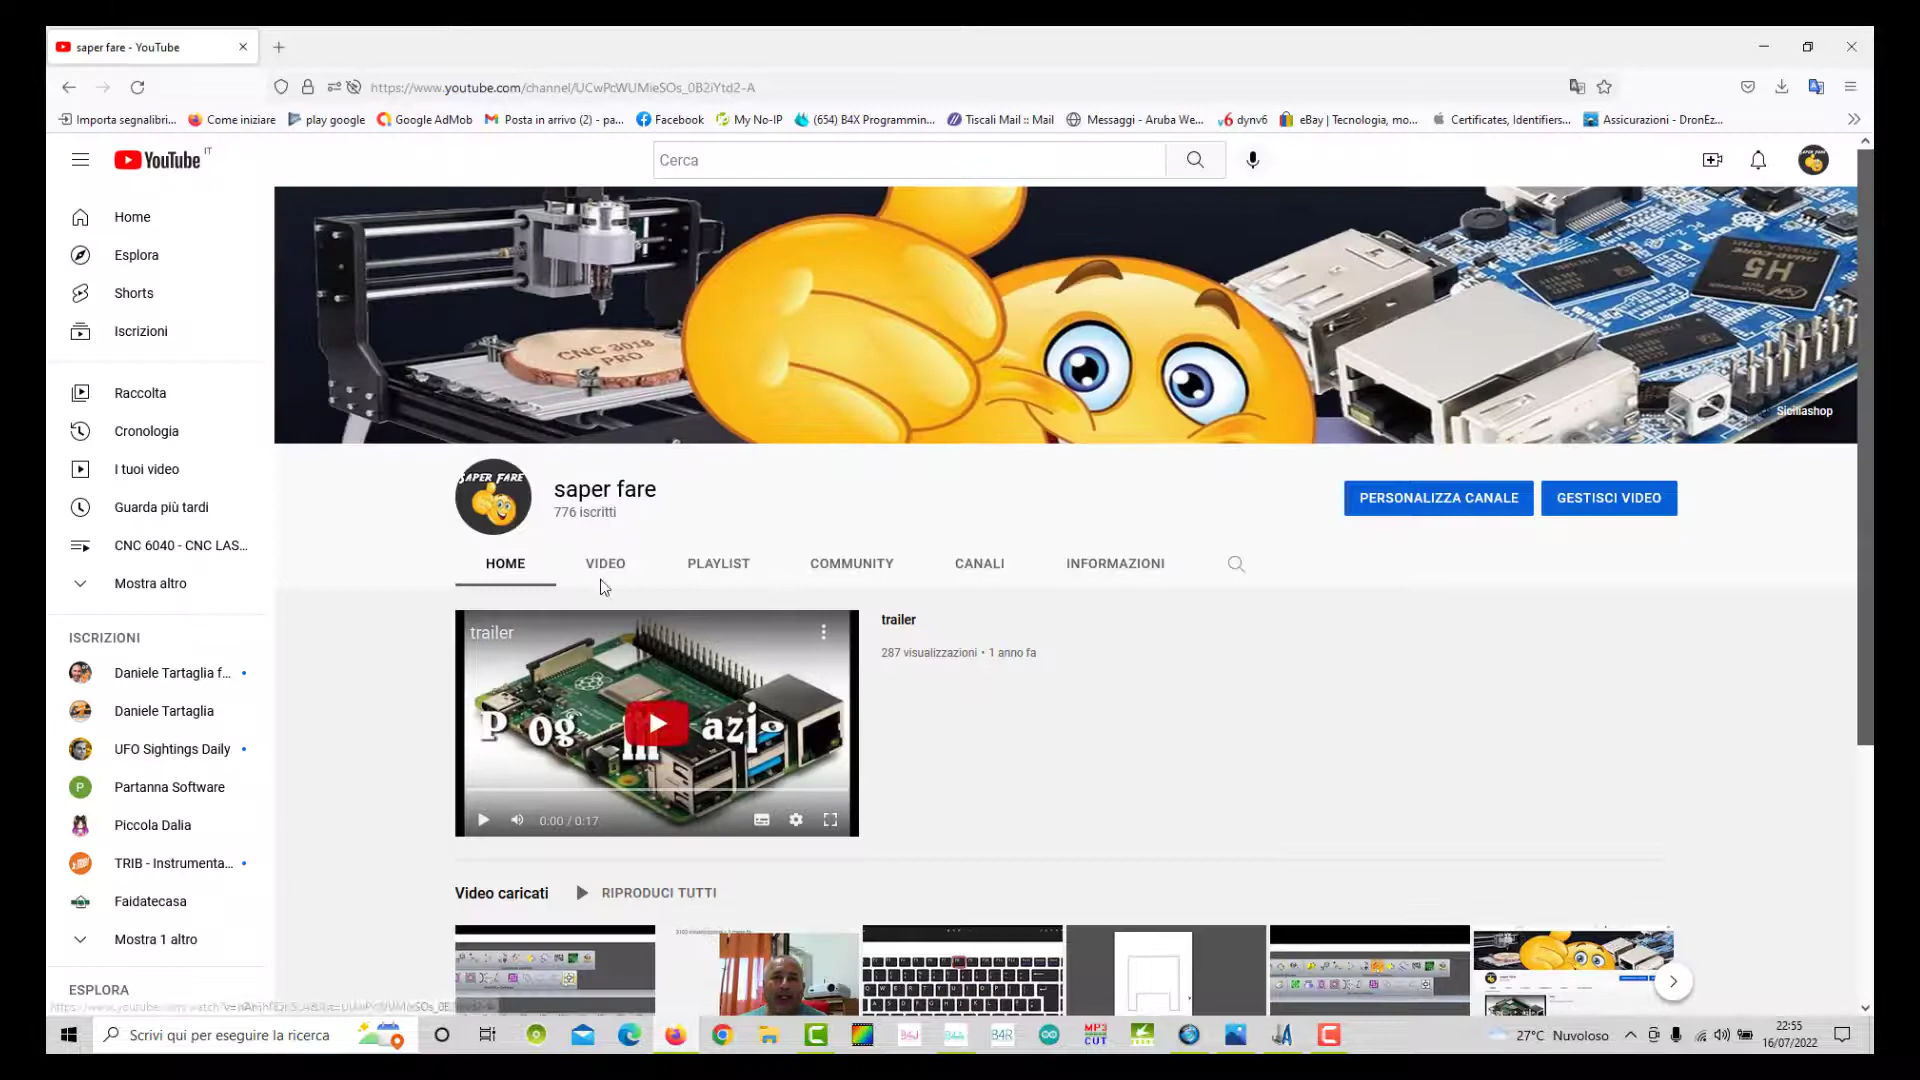 saper fare - YouTube
https://www.youtube.com/channel/UCwPcWUMieSOs_0B2iYtd2-A
Importa segnalibri...
Come iniziare
play google
Google AdMob
Posta in arrivo (2) - pa...
Facebook
My No-IP
(654) B4X Programmin...
Tiscali Mail :: Mail
Messaggi - Aruba We...
dynv6
eBay | Tecnologia, mo...
Certificates, Identifiers...
Assicurazioni - DronEz...
YouTube IT
Cerca
Home
Esplora
Shorts
Iscrizioni
Raccolta
Cronologia
I tuoi video
Guarda più tardi
CNC 6040 - CNC LAS...
Mostra altro
ISCRIZIONI
Daniele Tartaglia f...
Daniele Tartaglia
UFO Sightings Daily
Partanna Software
Piccola Dalia
TRIB - Instrumenta...
Faidatecasa
Mostra 1 altro
ESPLORA
CNC 3018
PRO
H5
Siciliashop
SAPER FARE
saper fare
776 iscritti
PERSONALIZZA CANALE
GESTISCI VIDEO
HOME
VIDEO
PLAYLIST
COMMUNITY
CANALI
INFORMAZIONI
trailer
0:00 / 0:17
trailer
287 visualizzazioni • 1 anno fa
Video caricati
RIPRODUCI TUTTI
Scrivi qui per eseguire la ricerca
B4J
B4R
MP3
CUT
27°C Nuvoloso
22:55
16/07/2022